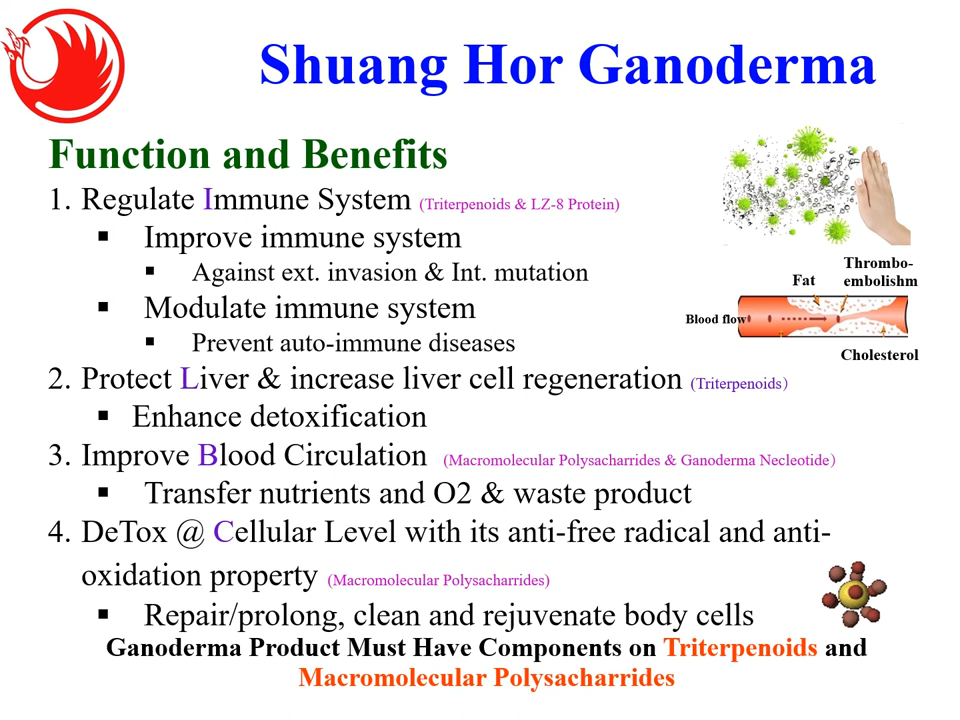 Shuang Hor Ganoderma
Function and Benefits
1. Regulate Immune System (Triterpenoids & LZ-8 Protein)
▪ Improve immune system
▪ Against ext. invasion & Int. mutation
▪ Modulate immune system
▪ Prevent auto-immune diseases
Fat
Thrombo-
embolishm
Blood flow
Cholesterol
2. Protect Liver & increase liver cell regeneration (Triterpenoids)
▪ Enhance detoxification
3. Improve Blood Circulation (Macromolecular Polysacharrides & Ganoderma Necleotide)
▪ Transfer nutrients and O2 & waste product
4. DeTox @ Cellular Level with its anti-free radical and anti-
oxidation property (Macromolecular Polysacharrides)
▪ Repair/prolong, clean and rejuvenate body cells
Ganoderma Product Must Have Components on Triterpenoids and
Macromolecular Polysacharrides